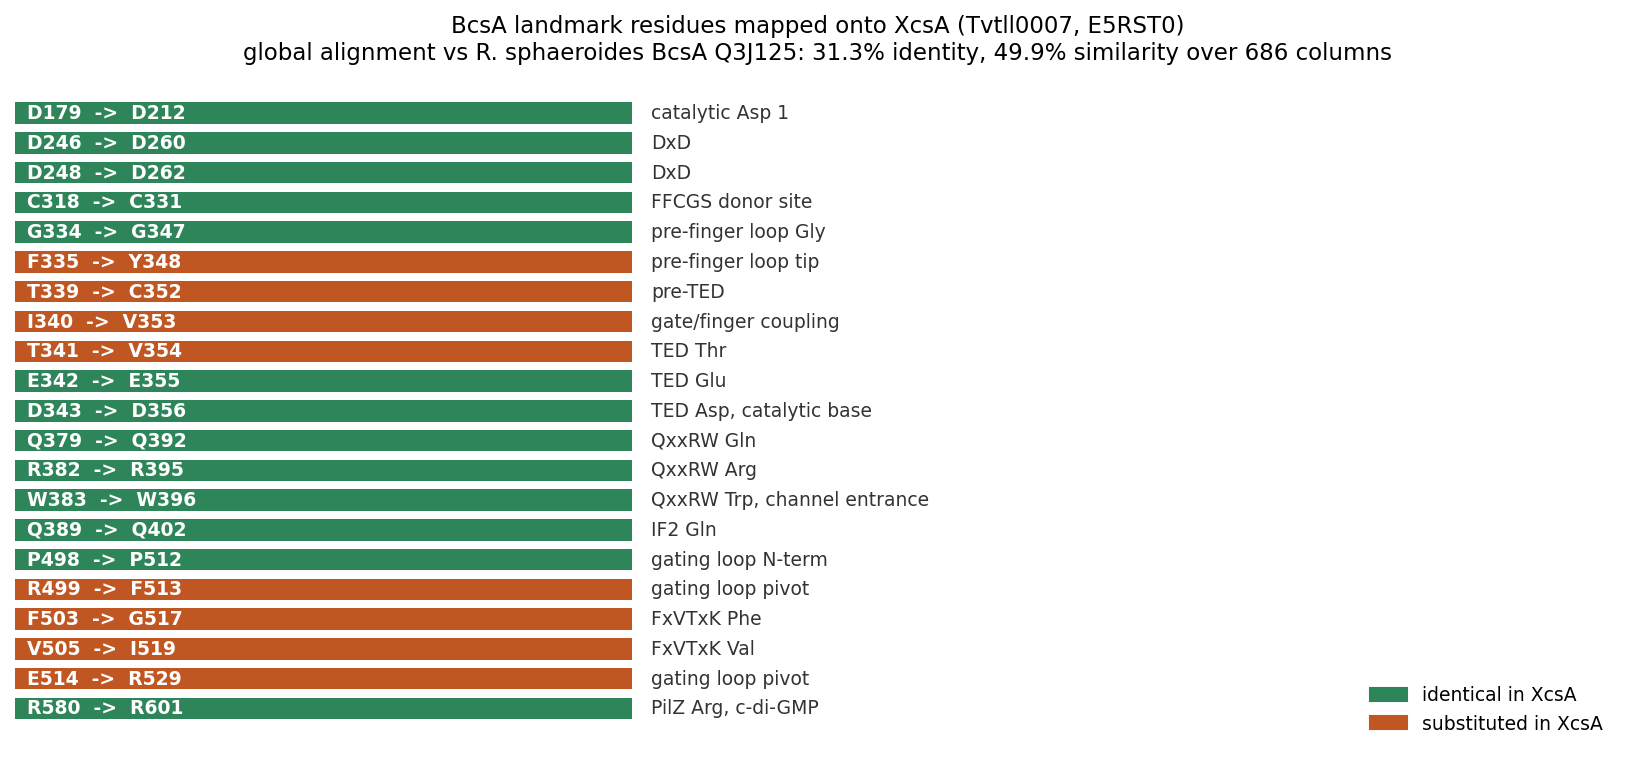 BcsA landmark residues mapped onto XcsA (Tvtll0007, E5RST0)
global alignment vs R. sphaeroides BcsA Q3J125: 31.3% identity, 49.9% similarity over 686 columns
D179 -> D212 catalytic Asp 1
D246 -> D260 DxD
D248 -> D262 DxD
C318 -> C331 FFCGS donor site
G334 -> G347 pre-finger loop Gly
F335 -> Y348 pre-finger loop tip
T339 -> C352 pre-TED
I340 -> V353 gate/finger coupling
T341 -> V354 TED Thr
E342 -> E355 TED Glu
D343 -> D356 TED Asp, catalytic base
Q379 -> Q392 QxxRW Gln
R382 -> R395 QxxRW Arg
W383 -> W396 QxxRW Trp, channel entrance
Q389 -> Q402 IF2 Gln
P498 -> P512 gating loop N-term
R499 -> F513 gating loop pivot
F503 -> G517 FxVTxK Phe
V505 -> I519 FxVTxK Val
E514 -> R529 gating loop pivot
R580 -> R601 PilZ Arg, c-di-GMP
identical in XcsA
substituted in XcsA